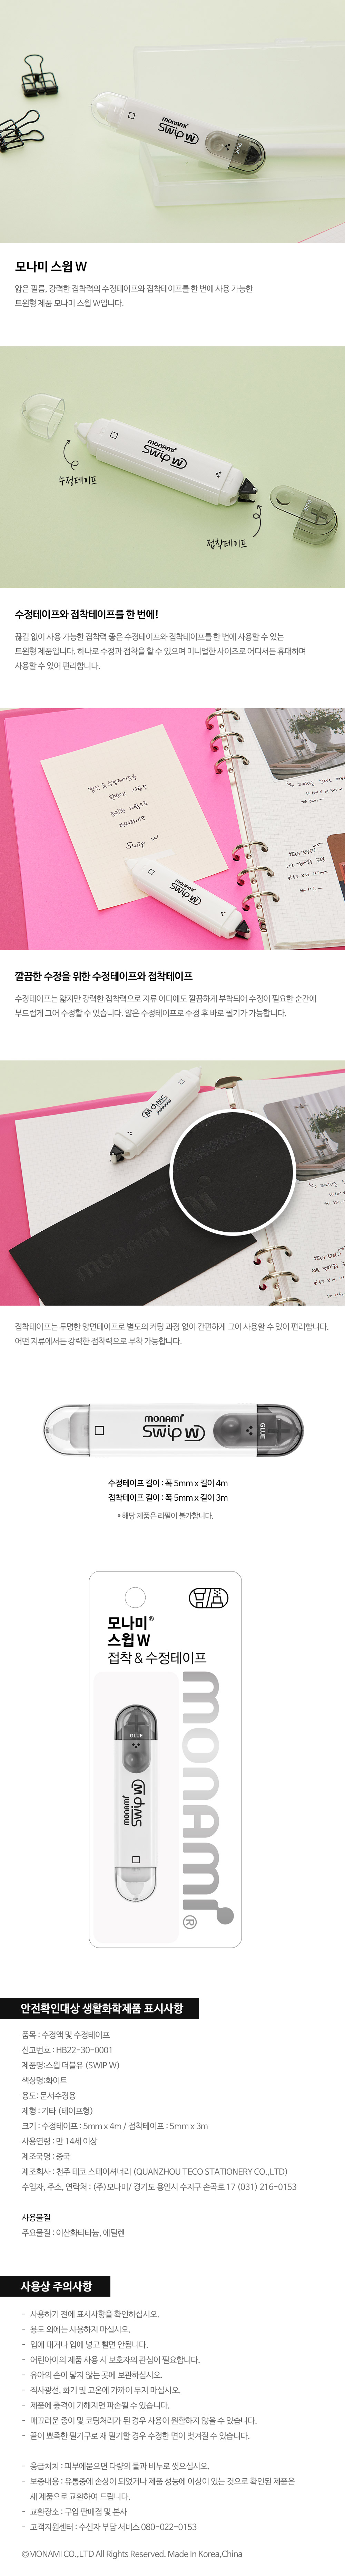 monami
Swip W
GLUE
모나미 스윕 W
얇은 필름, 강력한 접착력의 수정테이프와 접착테이프를 한 번에 사용 가능한
트윈형 제품 모나미 스윕 W입니다.
monami
Swip W
수정테이프
접착테이프
수정테이프와 접착테이프를 한 번에!
끊김 없이 사용 가능한 접착력 좋은 수정테이프와 접착테이프를 한 번에 사용할 수 있는
트윈형 제품입니다. 하나로 수정과 접착을 할 수 있으며 미니멀한 사이즈로 어디서든 휴대하며
사용할 수 있어 편리합니다.
Swip W
monami
Swip W
깔끔한 수정을 위한 수정테이프와 접착테이프
수정테이프는 얇지만 강력한 접착력으로 지류 어디에도 깔끔하게 부착되어 수정이 필요한 순간에
부드럽게 그어 수정할 수 있습니다. 얇은 수정테이프로 수정 후 바로 필기가 가능합니다.
monami
Swip W
monami
접착테이프는 투명한 양면테이프로 별도의 커팅 과정 없이 간편하게 그어 사용할 수 있어 편리합니다.
어떤 지류에서든 강력한 접착력으로 부착 가능합니다.
monami
Swip W
GLUE
수정테이프 길이 : 폭 5mm x 길이 4m
접착테이프 길이 : 폭 5mm x 길이 3m
* 해당 제품은 리필이 불가합니다.
모나미®
스윕 W
접착 & 수정테이프
GLUE
monami
Swip W
monami®
안전확인대상 생활화학제품 표시사항
품목 : 수정액 및 수정테이프
신고번호 : HB22-30-0001
제품명:스윕 더블유 (SWIP W)
색상명:화이트
용도: 문서수정용
제형 : 기타 (테이프형)
크기 : 수정테이프 : 5mm x 4m / 접착테이프 : 5mm x 3m
사용연령 : 만 14세 이상
제조국명 : 중국
제조회사 : 천주 테코 스테이셔너리 (QUANZHOU TECO STATIONERY CO.,LTD)
수입자, 주소, 연락처 : (주)모나미/ 경기도 용인시 수지구 손곡로 17 (031) 216-0153
사용물질
주요물질 : 이산화티타늄, 에틸렌
사용상 주의사항
- 사용하기 전에 표시사항을 확인하십시오.
- 용도 외에는 사용하지 마십시오.
- 입에 대거나 입에 넣고 빨면 안됩니다.
- 어린아이의 제품 사용 시 보호자의 관심이 필요합니다.
- 유아의 손이 닿지 않는 곳에 보관하십시오.
- 직사광선, 화기 및 고온에 가까이 두지 마십시오.
- 제품에 충격이 가해지면 파손될 수 있습니다.
- 매끄러운 종이 및 코팅처리가 된 경우 사용이 원활하지 않을 수 있습니다.
- 끝이 뾰족한 필기구로 재 필기할 경우 수정한 면이 벗겨질 수 있습니다.
- 응급처치 : 피부에묻으면 다량의 물과 비누로 씻으십시오.
- 보증내용 : 유통중에 손상이 되었거나 제품 성능에 이상이 있는 것으로 확인된 제품은
새 제품으로 교환하여 드립니다.
- 교환장소 : 구입 판매점 및 본사
- 고객지원센터 : 수신자 부담 서비스 080-022-0153
©MONAMI CO.,LTD All Rights Reserved. Made In Korea,China